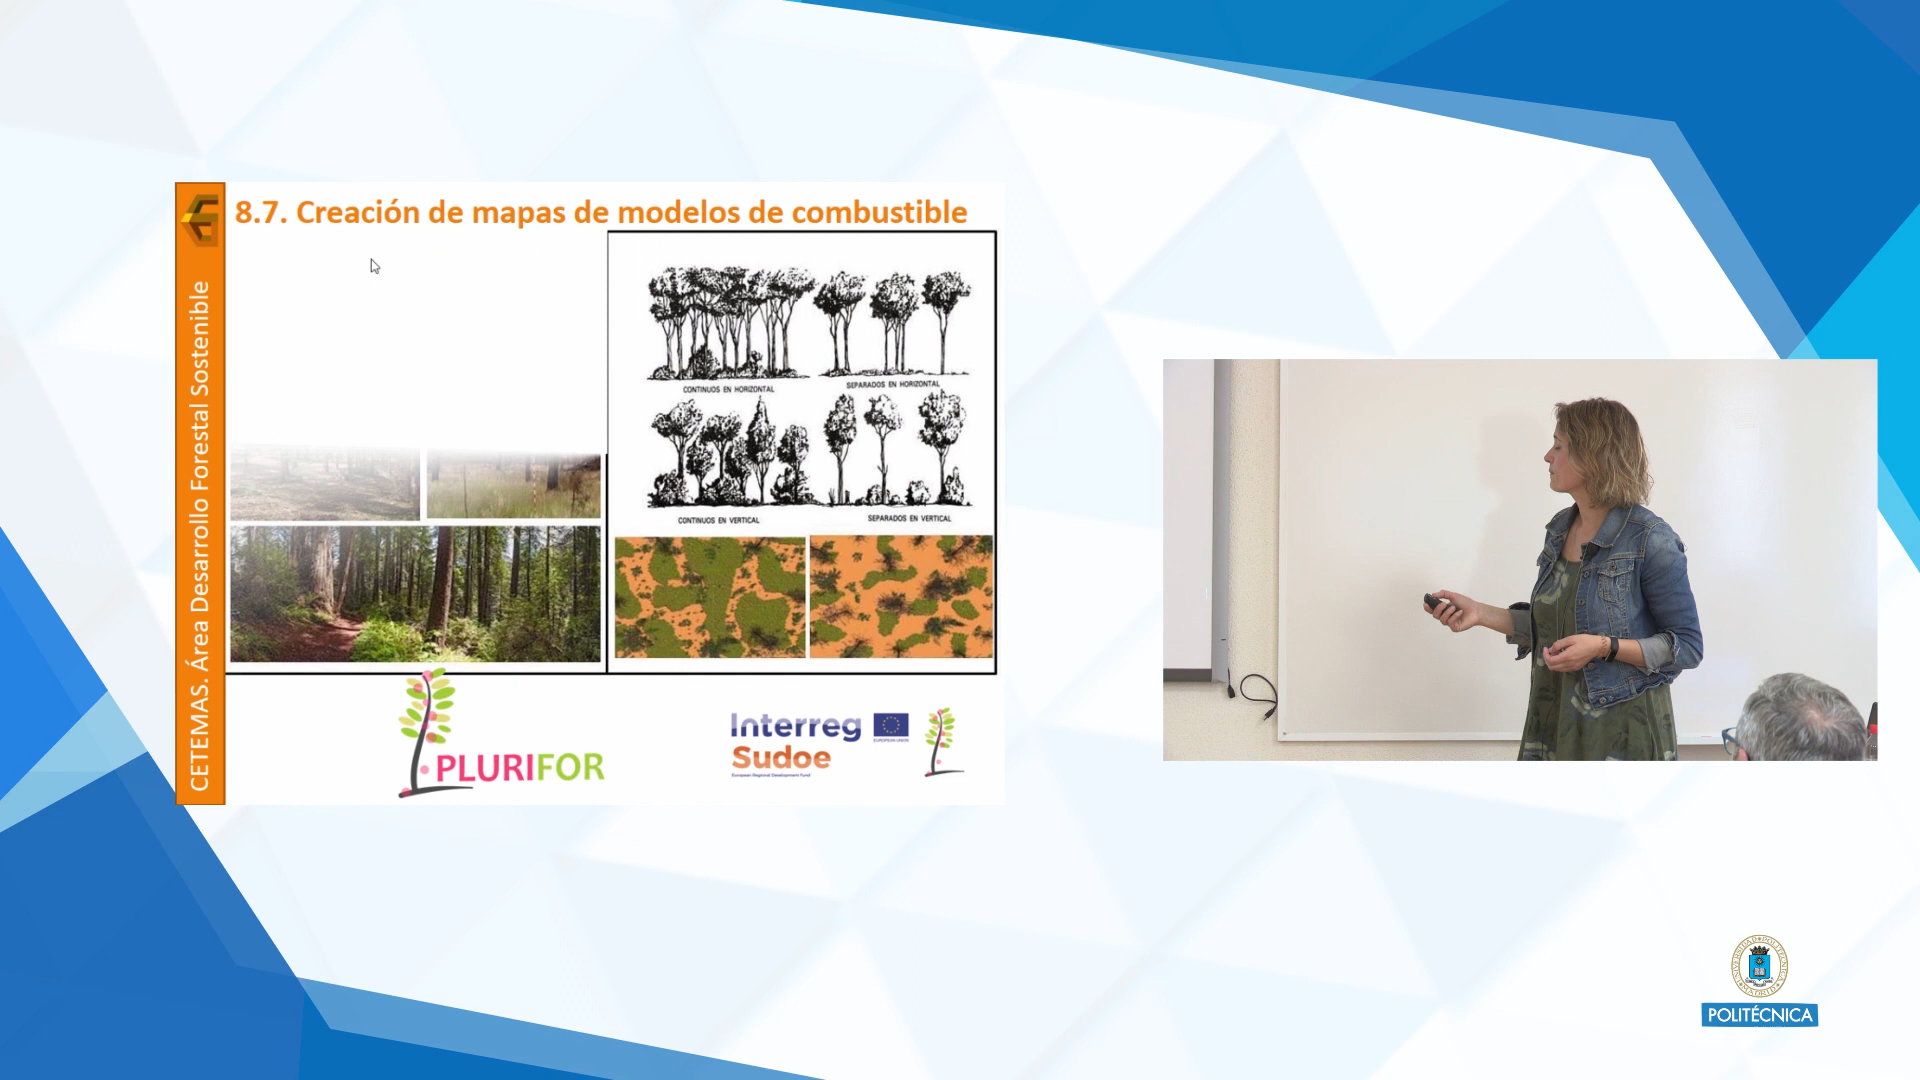 8.7. Creación de mapas de modelos de combustible
CETEMAS. Área Desarrollo Forestal Sostenible
CONTINUOS EN HORIZONTAL
SEPARADOS EN HORIZONTAL
CONTINUOS EN VERTICAL
SEPARADOS EN VERTICAL
PLURIFOR
Interreg
Sudoe
EUROPEAN UNION
European Regional Development Fund
POLITÉCNICA